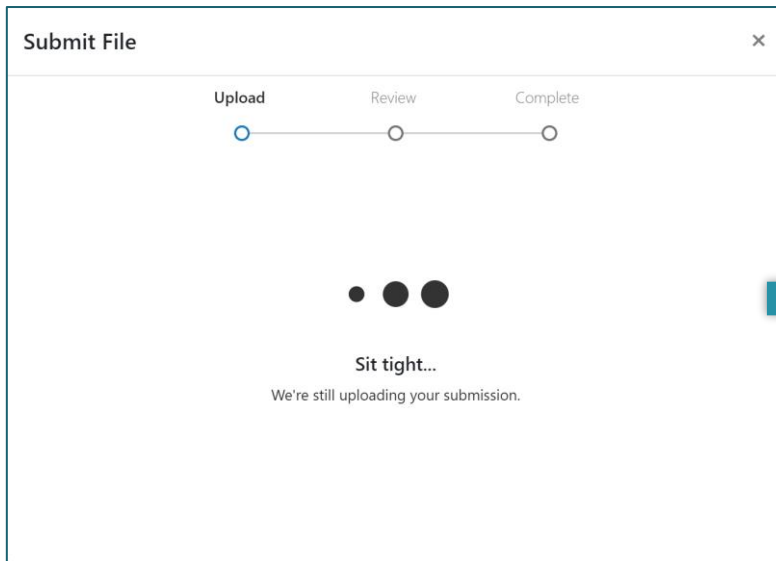 Submit File
Upload Review Complete
Sit tight...
We're still uploading your submission.